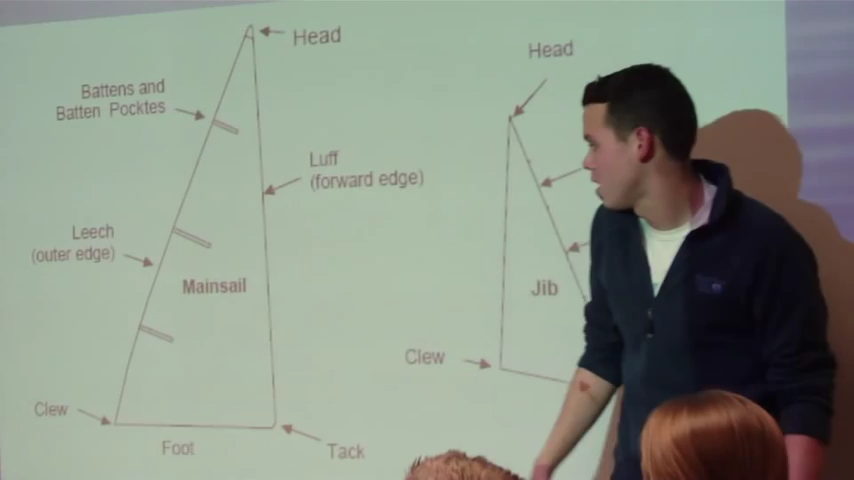 Head
Battens and
Batten Pocktes
Luff
(forward edge)
Leech
(outer edge)
Mainsail
Clew
Foot
Tack
Head
Jib
Clew